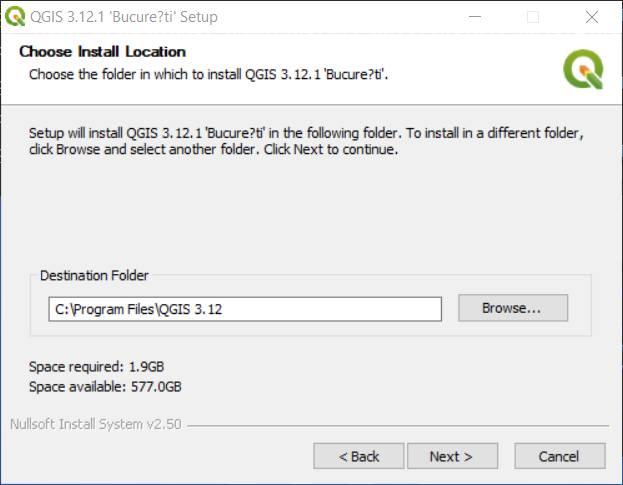 QGIS 3.12.1 'Bucure?ti' Setup
Choose Install Location
Choose the folder in which to install QGIS 3.12.1 'Bucure?ti'.
Setup will install QGIS 3.12.1 'Bucure?ti' in the following folder. To install in a different folder,
click Browse and select another folder. Click Next to continue.
Destination Folder
C:\Program Files\QGIS 3.12
Browse...
Space required: 1.9GB
Space available: 577.0GB
Nullsoft Install System v2.50
< Back
Next >
Cancel